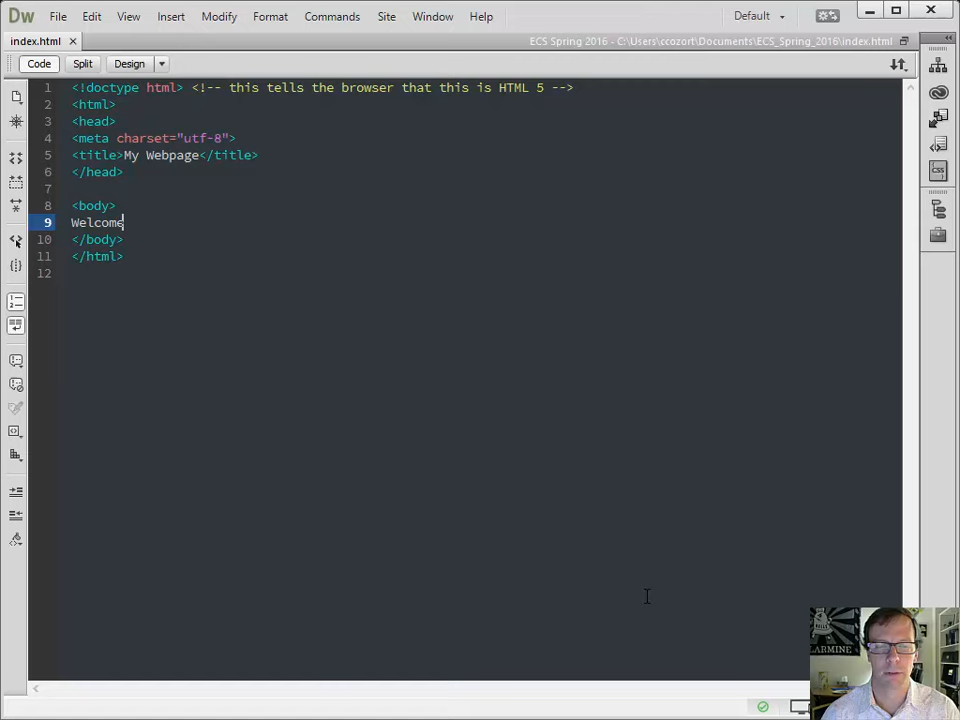 Dw File Edit View Insert Modify Format Commands Site Window Help Default
index.html × ECS Spring 2016 - C:\Users\ccozort\Documents\ECS_Spring_2016\index.html
Code Split Design
1 <!doctype html> <!-- this tells the browser that this is HTML 5 -->
2 <html>
3 <head>
4 <meta charset="utf-8">
5 <title>My Webpage</title>
6 </head>
7
8 <body>
9 Welcome
10 </body>
11 </html>
12
CSS
LARMINE